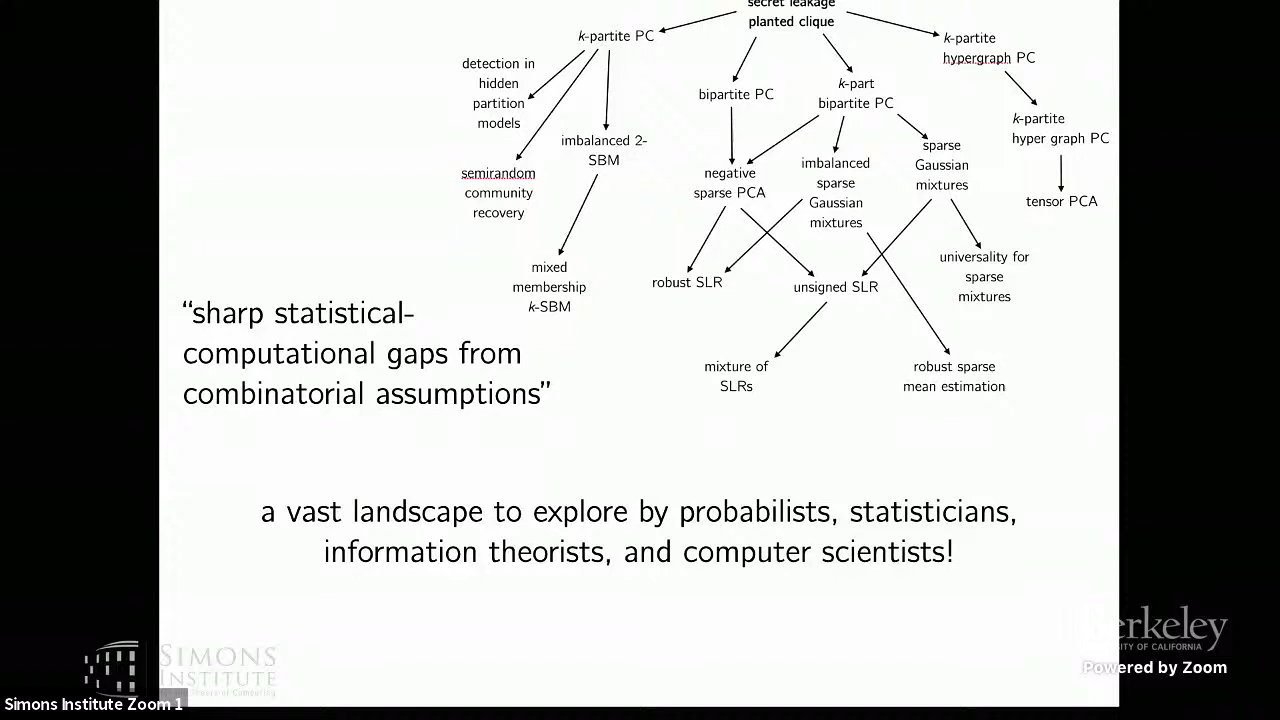 secret leakage
planted clique
k-partite PC
k-partite
hypergraph PC
detection in
hidden
partition
models
bipartite PC
k-part
bipartite PC
k-partite
hyper graph PC
imbalanced 2-
SBM
semirandom
community
recovery
negative
sparse PCA
imbalanced
sparse
Gaussian
mixtures
sparse
Gaussian
mixtures
tensor PCA
mixed
membership
k-SBM
robust SLR
unsigned SLR
universality for
sparse
mixtures
mixture of
SLRs
robust sparse
mean estimation
“sharp statistical-
computational gaps from
combinatorial assumptions”
a vast landscape to explore by probabilists, statisticians,
information theorists, and computer scientists!
SIMONS
INSTITUTE
Berkeley
OF CALIFORNIA
Powered by Zoom
Simons Institute Zoom 1